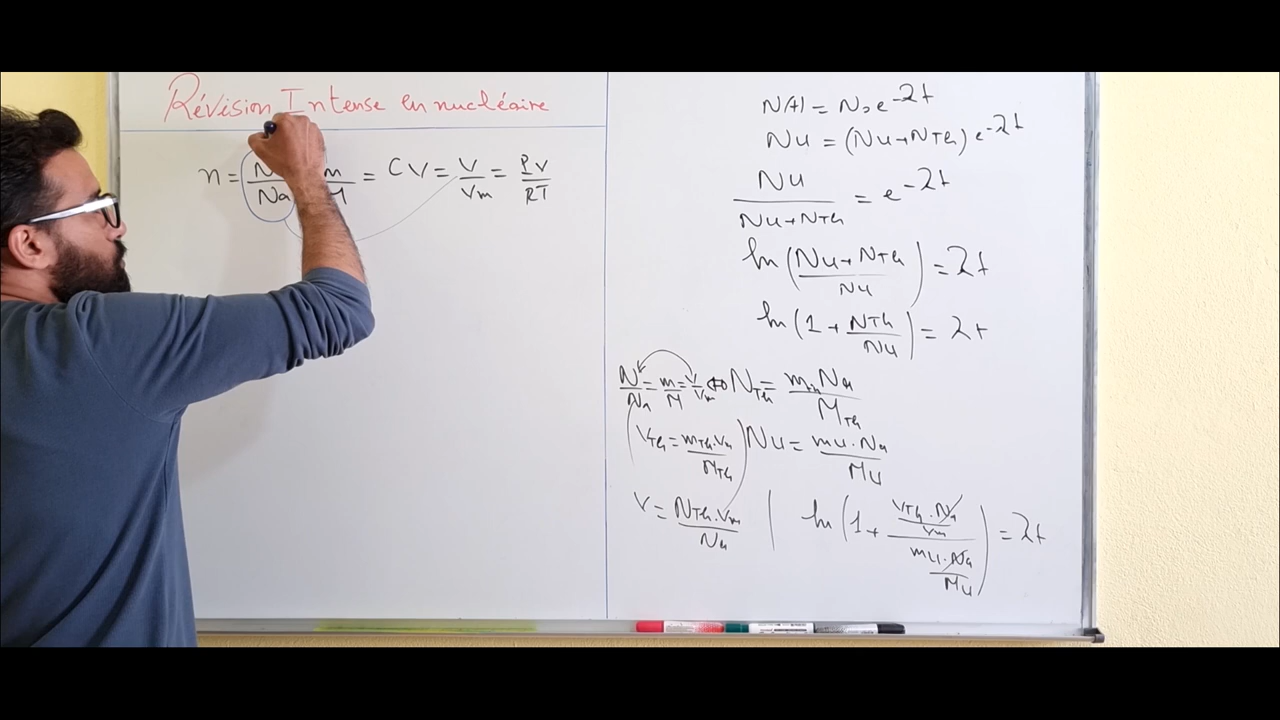 Révision Intense en nucléaire
n = N/Na = m/M = CV = V/Vm = PV/RT
N(t) = N₀ e^-λt
Nu = (Nu+NTh) e^-λt
Nu/(Nu+NTh) = e^-λt
ln((Nu+NTh)/Nu) = λt
ln(1 + NTh/Nu) = λt
N/Na = m/M = V/Vm ⇔ NTh = mTh Na/MTh
(VTh = mTh.Vm/MTh) Nu = mu.Na/Mu
V = NTh.Vm/Na | ln(1 + (VTh.Na/Vm)/(mu.Na/Mu)) = λt